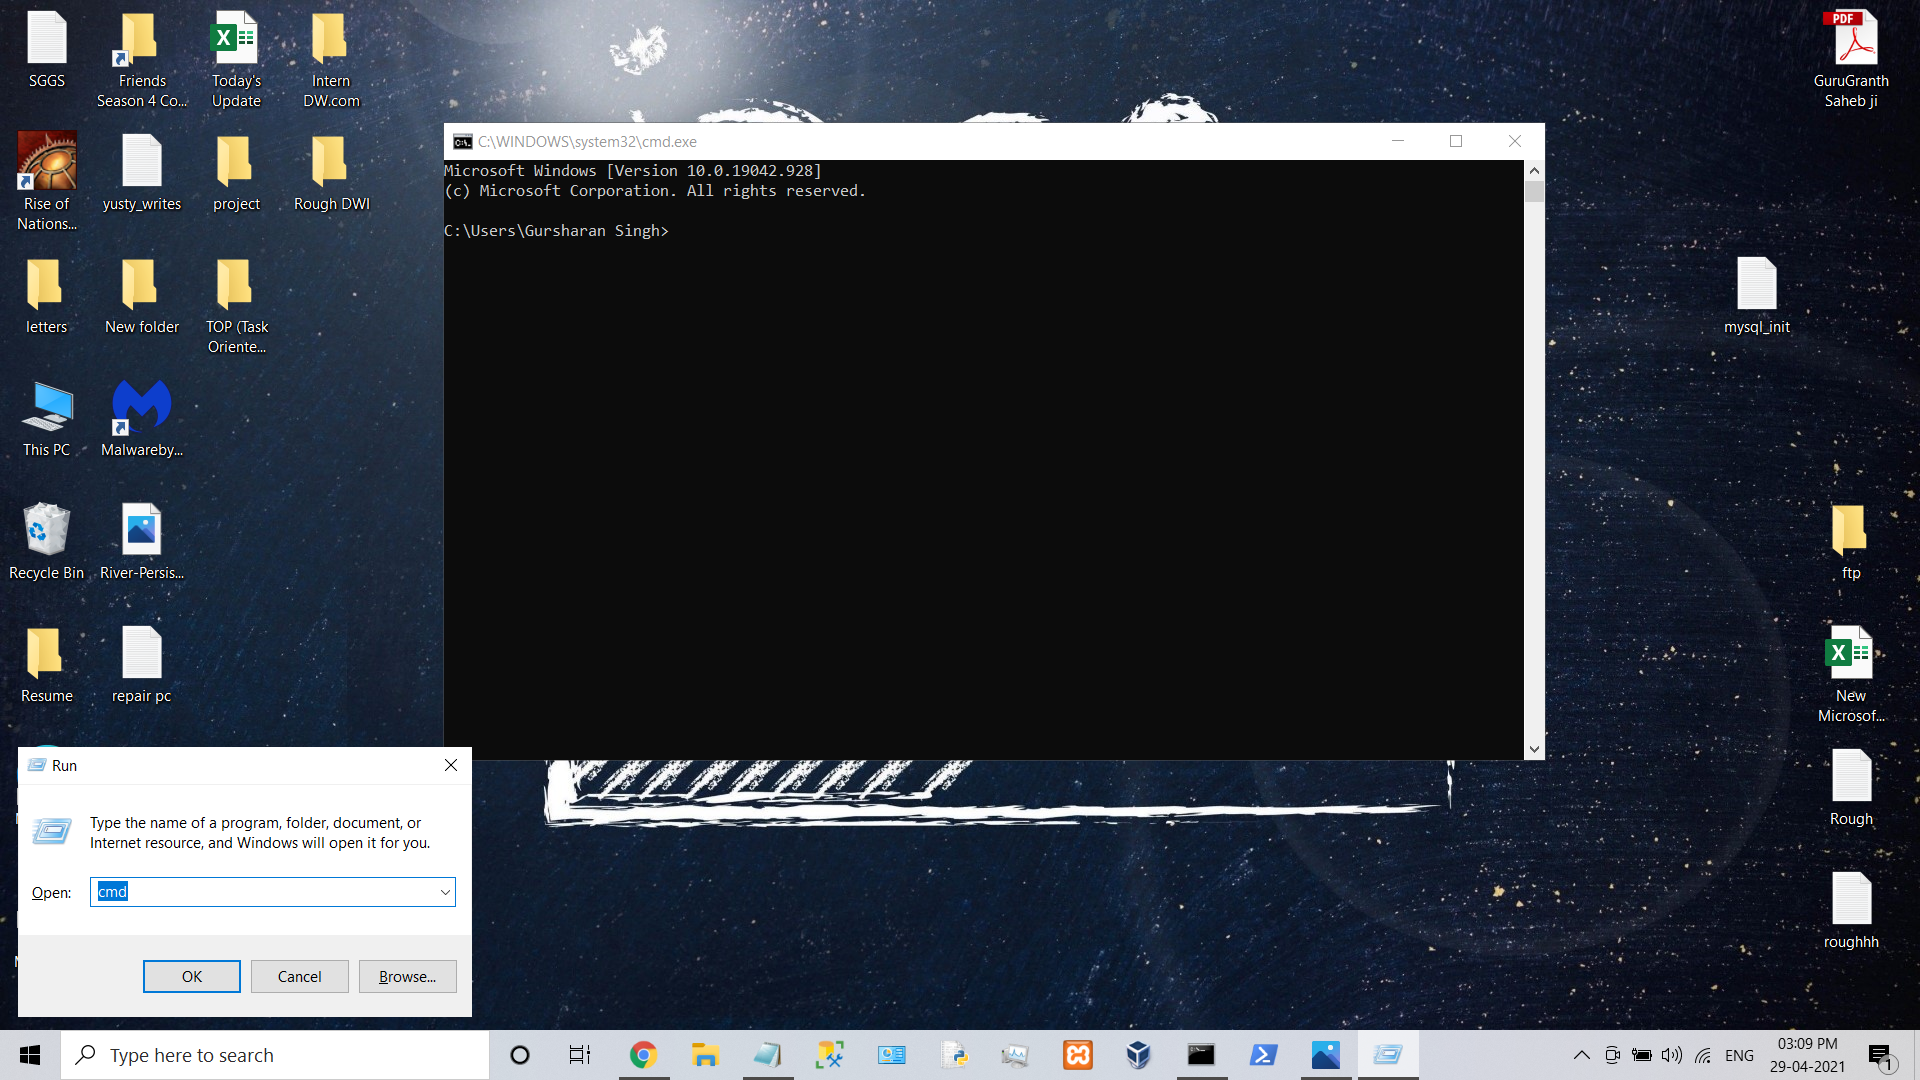 SGGS
Friends
Season 4 Co...
Today's
Update
Intern
DW.com
Rise of
Nations...
yusty_writes
project
Rough DWI
letters
New folder
TOP (Task
Oriente...
This PC
Malwareby...
Recycle Bin
River-Persis...
Resume
repair pc
PDF
GuruGranth
Saheb ji
mysql_init
ftp
New
Microsof...
Rough
roughhh
C:\WINDOWS\system32\cmd.exe
Microsoft Windows [Version 10.0.19042.928]
(c) Microsoft Corporation. All rights reserved.
C:\Users\Gursharan Singh>
Run
Type the name of a program, folder, document, or
Internet resource, and Windows will open it for you.
Open:
cmd
OK
Cancel
Browse...
Type here to search
ENG
03:09 PM
29-04-2021
1